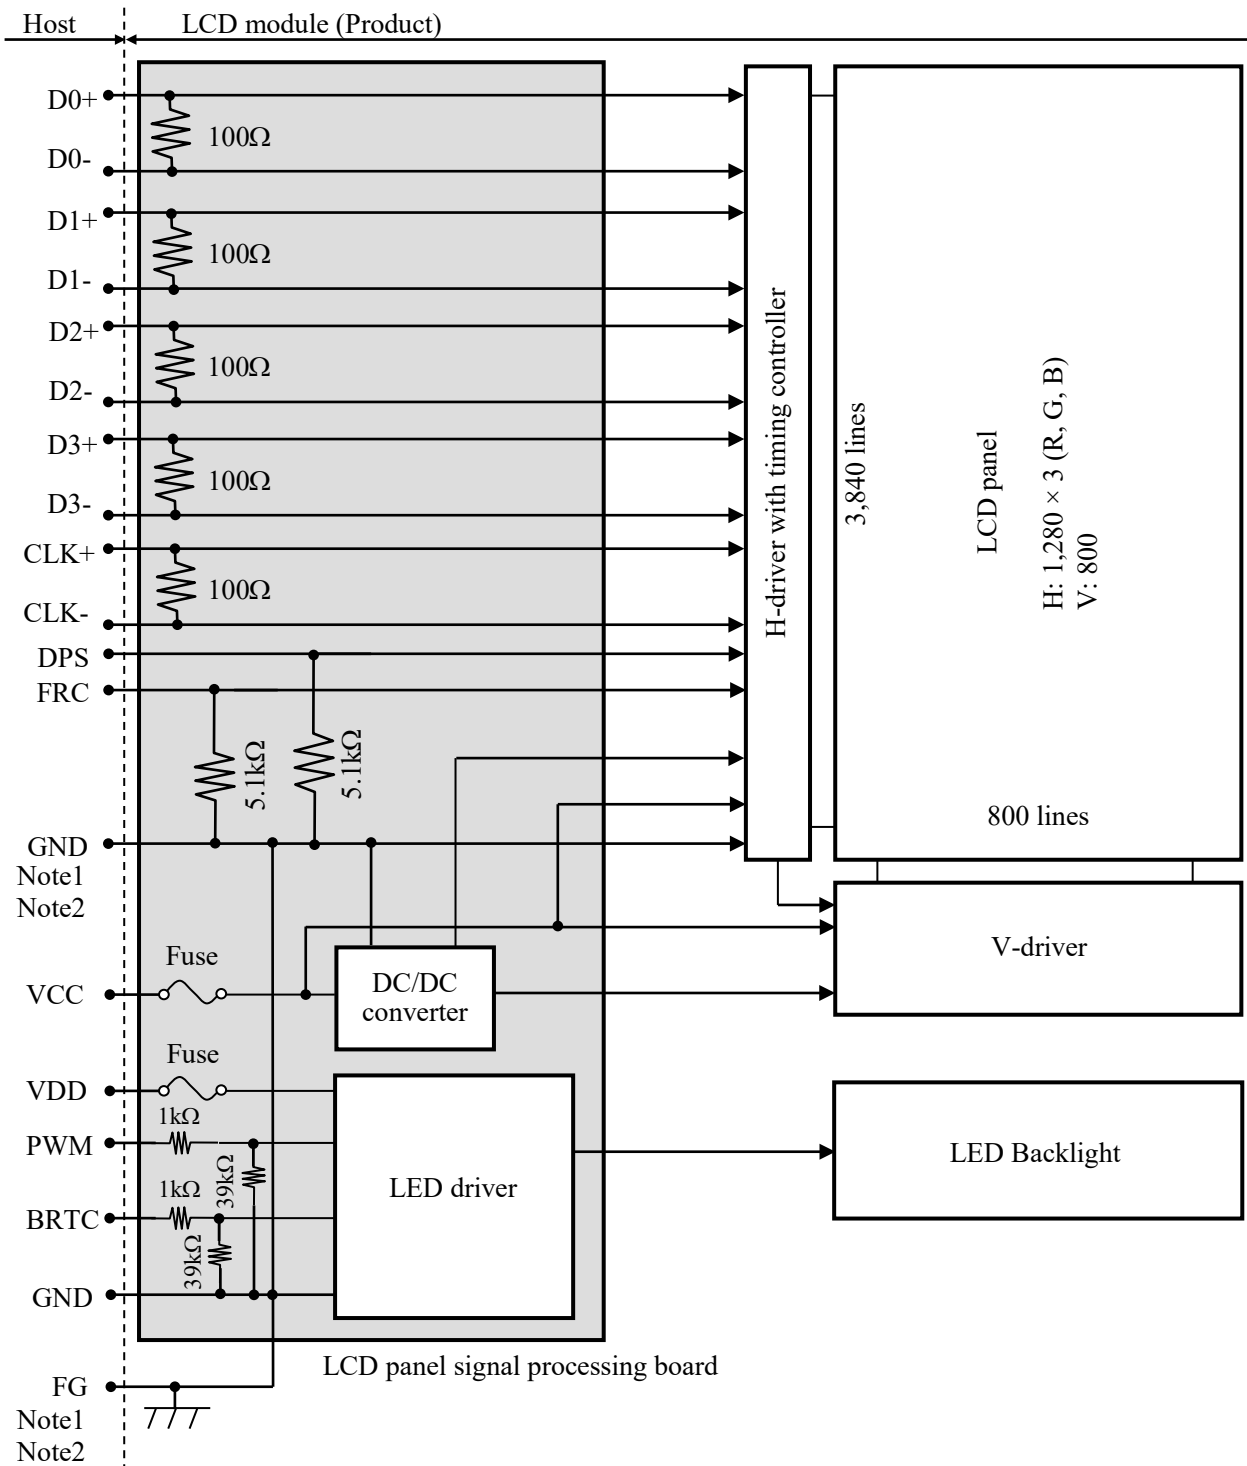 Host
LCD module (Product)
D0+
100Ω
D0-
D1+
100Ω
D1-
D2+
100Ω
D2-
D3+
100Ω
D3-
CLK+
100Ω
CLK-
DPS
FRC
5.1kΩ
5.1kΩ
GND
Note1
Note2
H-driver with timing controller
3,840 lines
LCD panel
H: 1,280 × 3 (R, G, B)
V: 800
800 lines
V-driver
Fuse
VCC
DC/DC
converter
Fuse
VDD
1kΩ
PWM
39kΩ
1kΩ
BRTC
39kΩ
GND
LED driver
LED Backlight
LCD panel signal processing board
FG
Note1
Note2